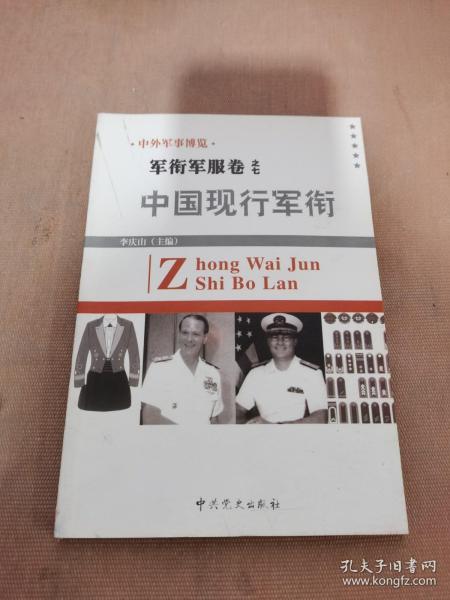 ·中外军事博览·
军衔军服卷之七
中国现行军衔
李庆山（主编）
Zhong Wai Jun
Shi Bo Lan
中共党史出版社
孔夫子旧书网
www.kongfz.com